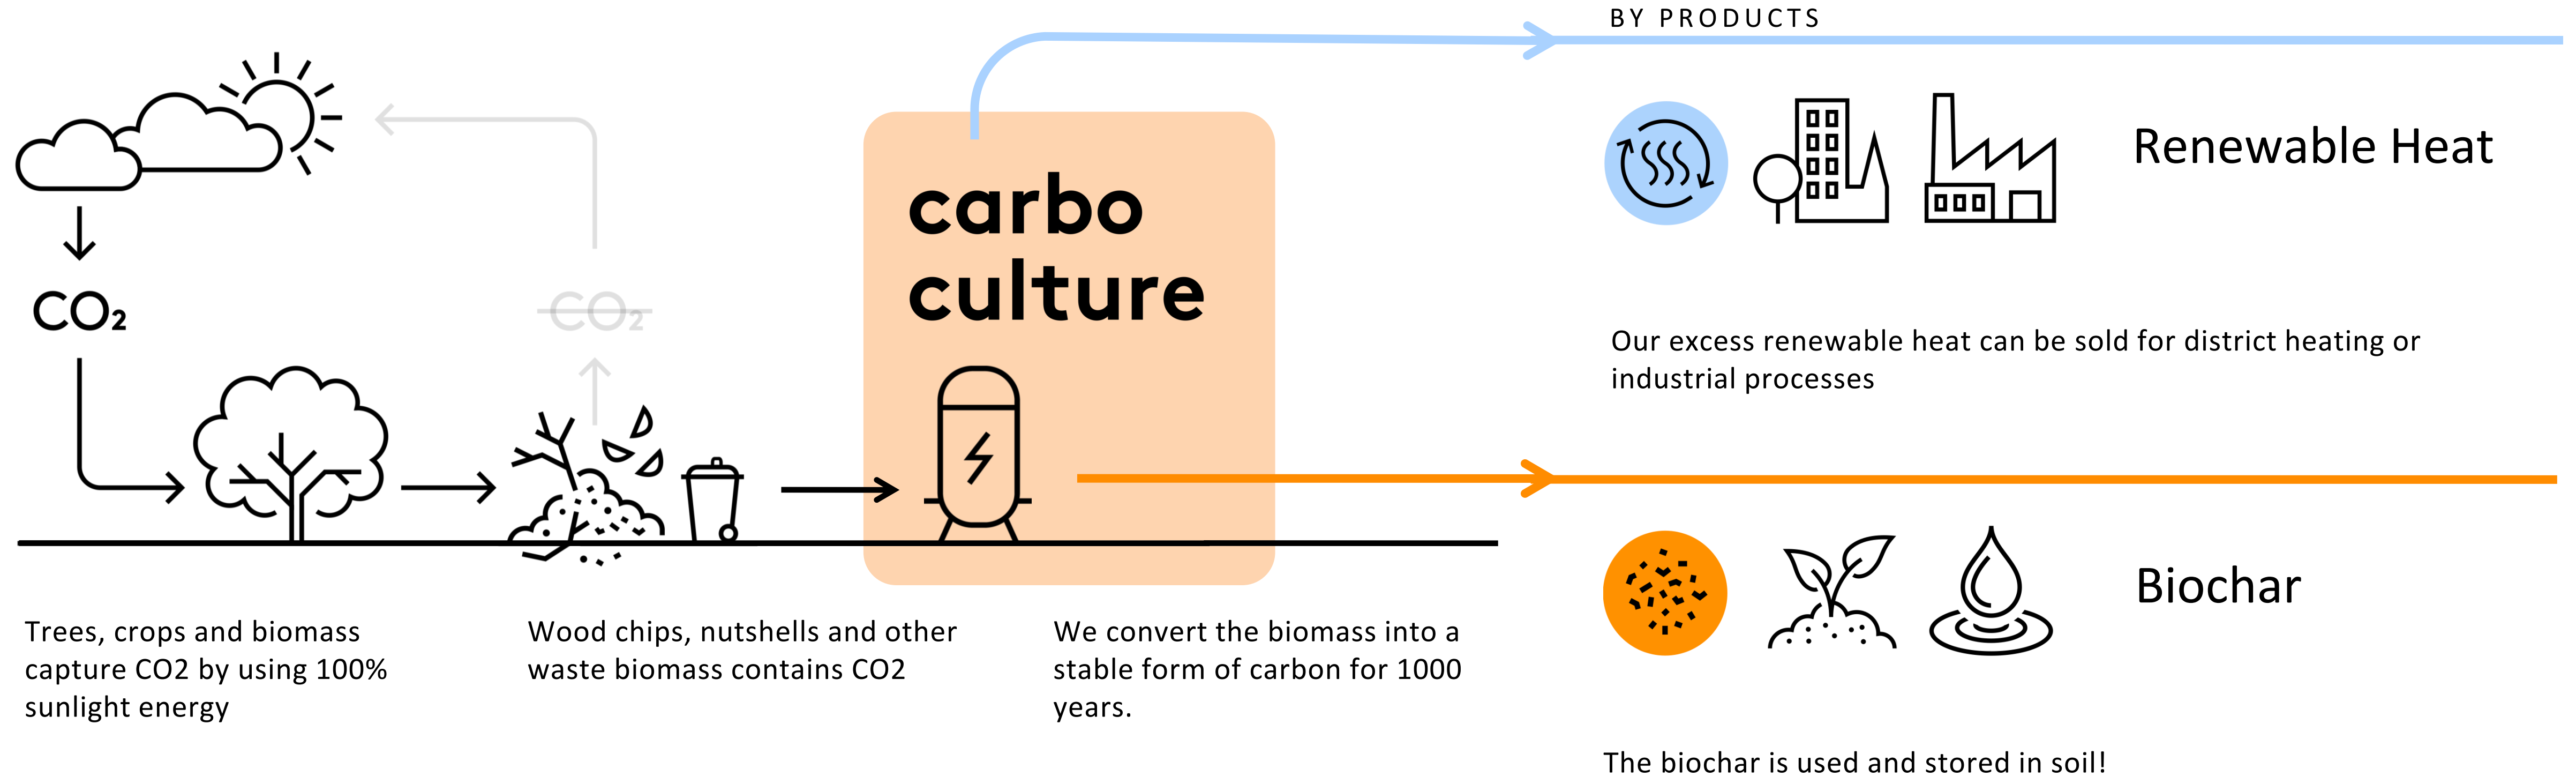 BY PRODUCTS
carbo
culture
Renewable Heat
CO₂
CO₂
Our excess renewable heat can be sold for district heating or
industrial processes
Biochar
Trees, crops and biomass
capture CO2 by using 100%
sunlight energy
Wood chips, nutshells and other
waste biomass contains CO2
We convert the biomass into a
stable form of carbon for 1000
years.
The biochar is used and stored in soil!